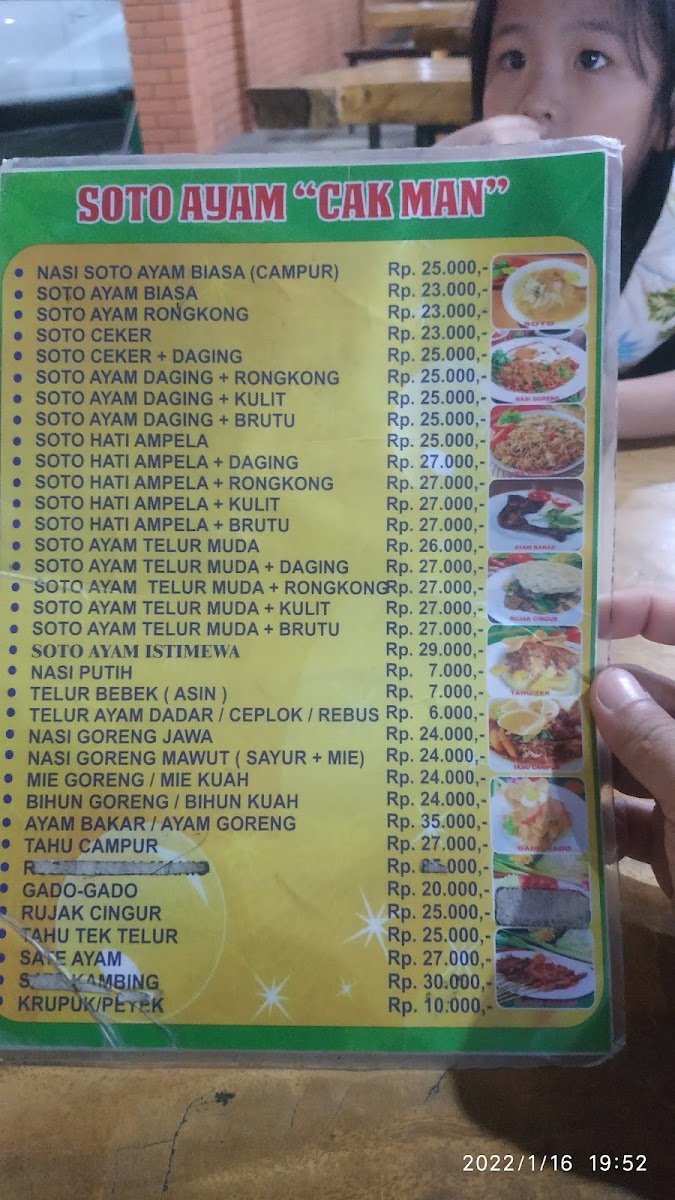 SOTO AYAM “CAK MAN”
• NASI SOTO AYAM BIASA (CAMPUR) Rp. 25.000,-
• SOTO AYAM BIASA Rp. 23.000,-
• SOTO AYAM RONGKONG Rp. 23.000,-
• SOTO CEKER Rp. 23.000,-
• SOTO CEKER + DAGING Rp. 25.000,-
• SOTO AYAM DAGING + RONGKONG Rp. 25.000,-
• SOTO AYAM DAGING + KULIT Rp. 25.000,-
• SOTO AYAM DAGING + BRUTU Rp. 25.000,-
• SOTO HATI AMPELA Rp. 25.000,-
• SOTO HATI AMPELA + DAGING Rp. 27.000,-
• SOTO HATI AMPELA + RONGKONG Rp. 27.000,-
• SOTO HATI AMPELA + KULIT Rp. 27.000,-
• SOTO HATI AMPELA + BRUTU Rp. 27.000,-
• SOTO AYAM TELUR MUDA Rp. 26.000,-
• SOTO AYAM TELUR MUDA + DAGING Rp. 27.000,-
• SOTO AYAM TELUR MUDA + RONGKONG Rp. 27.000,-
• SOTO AYAM TELUR MUDA + KULIT Rp. 27.000,-
• SOTO AYAM TELUR MUDA + BRUTU Rp. 27.000,-
• SOTO AYAM ISTIMEWA Rp. 29.000,-
• NASI PUTIH Rp. 7.000,-
• TELUR BEBEK ( ASIN ) Rp. 7.000,-
• TELUR AYAM DADAR / CEPLOK / REBUS Rp. 6.000,-
• NASI GORENG JAWA Rp. 24.000,-
• NASI GORENG MAWUT ( SAYUR + MIE) Rp. 24.000,-
• MIE GORENG / MIE KUAH Rp. 24.000,-
• BIHUN GORENG / BIHUN KUAH Rp. 24.000,-
• AYAM BAKAR / AYAM GORENG Rp. 35.000,-
• TAHU CAMPUR Rp. 27.000,-
• Rp.
• GADO-GADO Rp. 20.000,-
• RUJAK CINGUR Rp. 25.000,-
• TAHU TEK TELUR Rp. 25.000,-
• SATE AYAM Rp. 27.000,-
• KAMBING Rp. 30.000,-
• KRUPUK/PEYEK Rp. 10.000,-
SOTO
NASI GORENG
AYAM BAKAR
RUJAK CINGUR
TAHU TEK
GADO GADO
2022/1/16 19:52